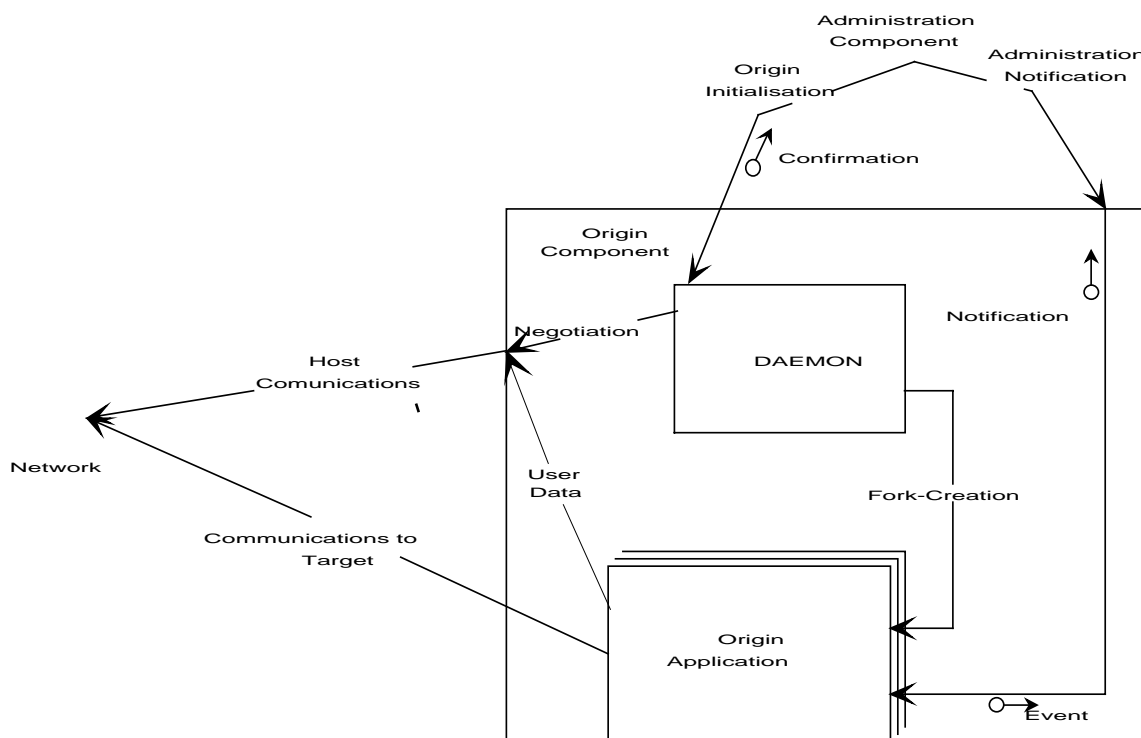 Administration
Component
Administration
Notification
Origin
Initialisation
Confirmation
Origin
Component
Notification
Negotiation
DAEMON
Host
Comunications
Network
User
Data
Fork-Creation
Communications to
Target
Origin
Application
Event